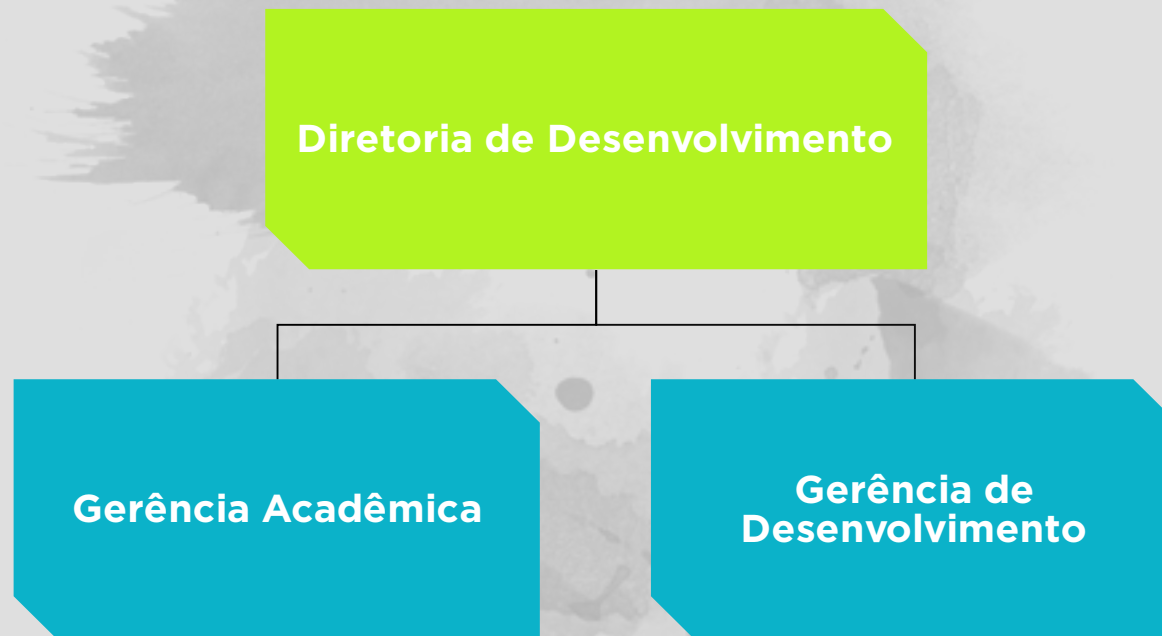 Diretoria de Desenvolvimento
Gerência Acadêmica
Gerência de
Desenvolvimento